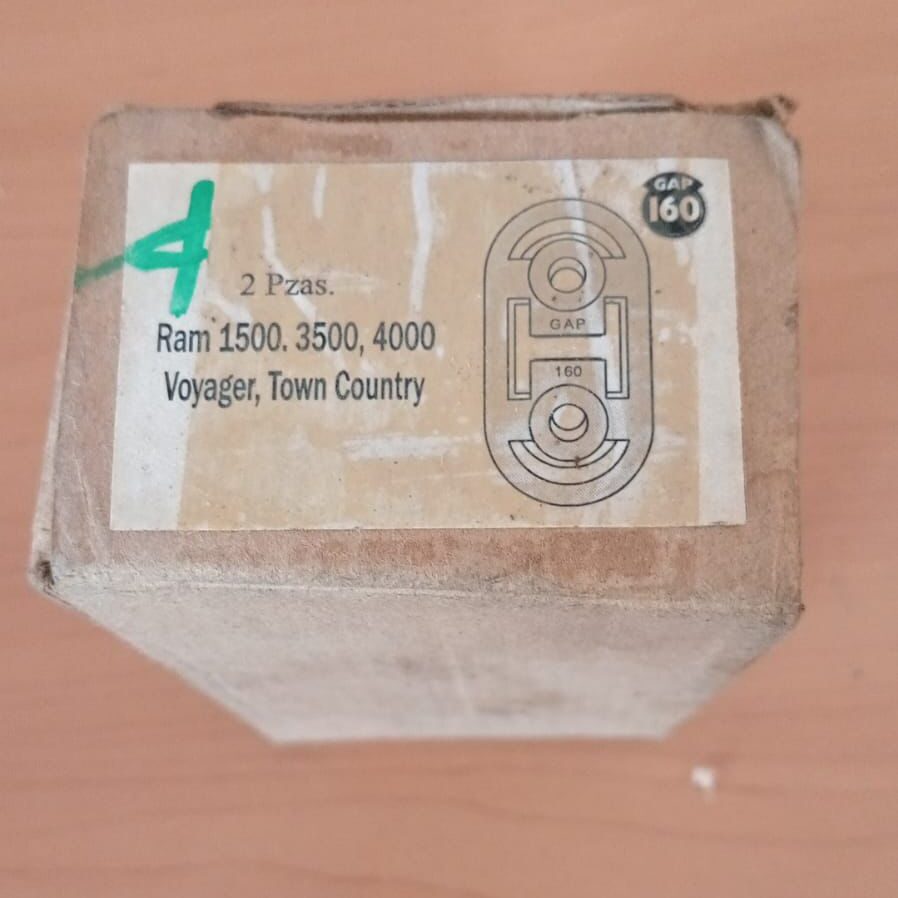 4
GAP
160
2 Pzas.
Ram 1500. 3500, 4000
Voyager, Town Country
GAP
160